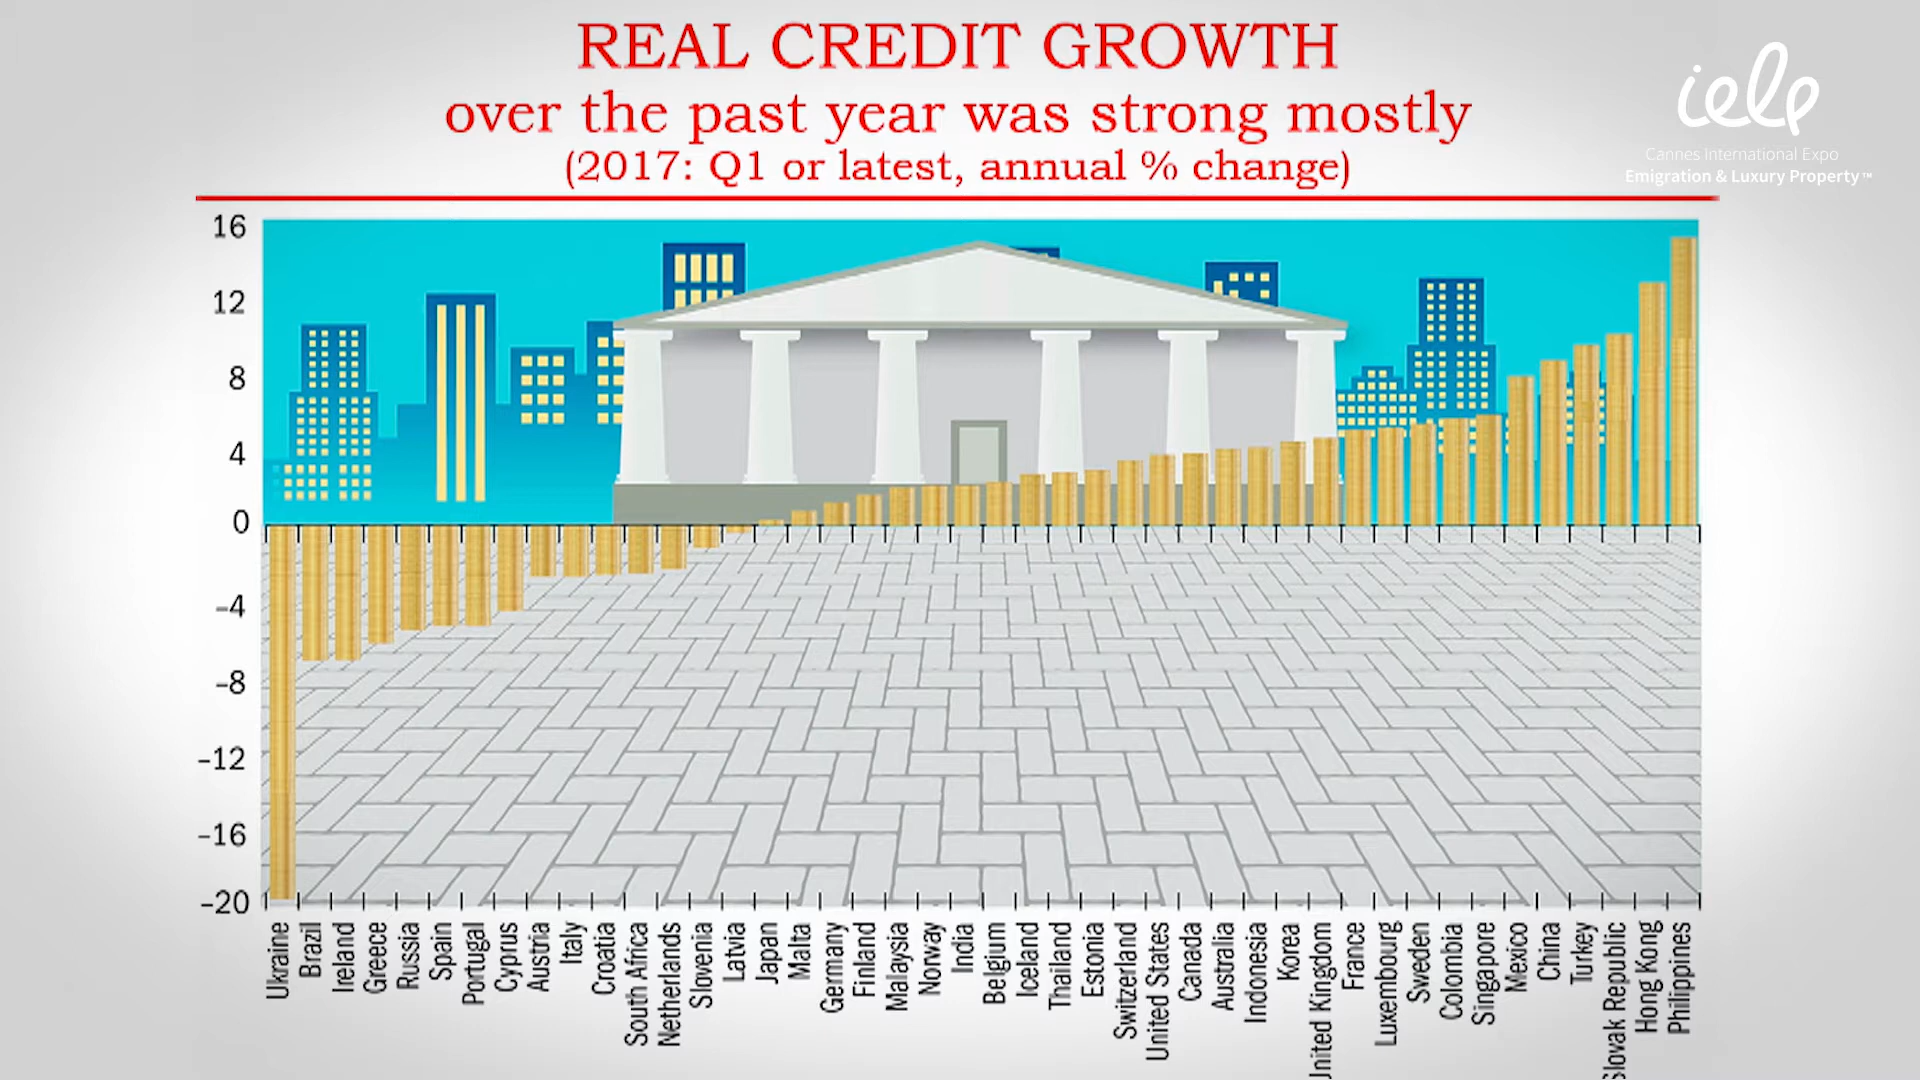 REAL CREDIT GROWTH
over the past year was strong mostly
(2017: Q1 or latest, annual % change)
ielp
Cannes International Expo
Emigration & Luxury Property™
16
12
8
4
0
-4
-8
-12
-16
-20
Ukraine
Brazil
Ireland
Greece
Russia
Spain
Portugal
Cyprus
Austria
Italy
Croatia
South Africa
Netherlands
Slovenia
Latvia
Japan
Malta
Germany
Finland
Malaysia
Norway
India
Belgium
Iceland
Thailand
Estonia
Switzerland
United States
Canada
Australia
Indonesia
Korea
United Kingdom
France
Luxembourg
Sweden
Colombia
Singapore
Mexico
China
Turkey
Slovak Republic
Hong Kong
Philippines